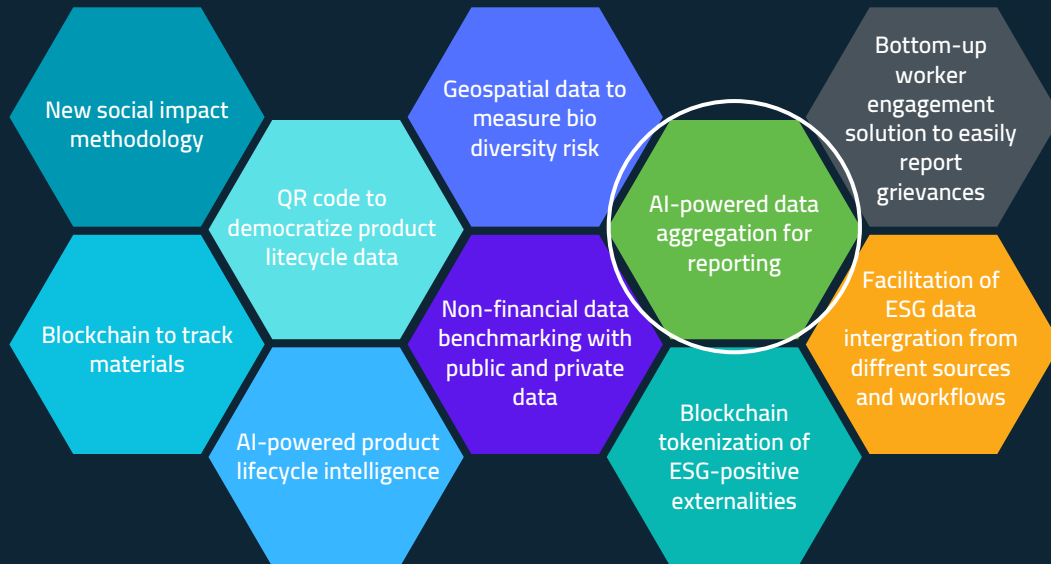 New social impact
methodology
Geospatial data to
measure bio
diversity risk
Bottom-up
worker
engagement
solution to easily
report
grievances
QR code to
democratize product
litecycle data
AI-powered data
aggregation for
reporting
Blockchain to track
materials
Non-financial data
benchmarking with
public and private
data
Facilitation of
ESG data
intergration from
diffrent sources
and workflows
AI-powered product
lifecycle intelligence
Blockchain
tokenization of
ESG-positive
externalities